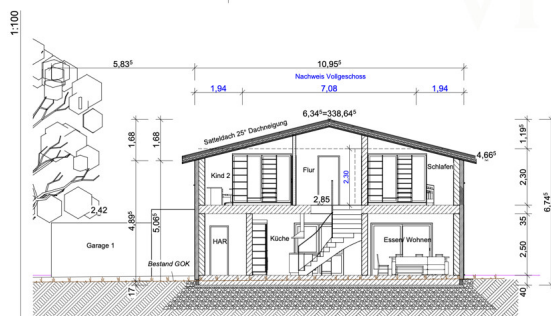 1:100
5,83⁵
10,95⁵
Nachweis Vollgeschoss
1,94
7,08
1,94
6,34⁵=338,64⁵
Satteldach 25° Dachneigung
1,68
1,68
1,19⁵
4,66⁵
Kind 2
Flur
Schlafen
2,30
2,30
2,85
6,74⁵
2,42
4,89⁵
5,06⁵
35
Garage 1
HAR
Küche
Essen/ Wohnen
2,50
Bestand GOK
17
40